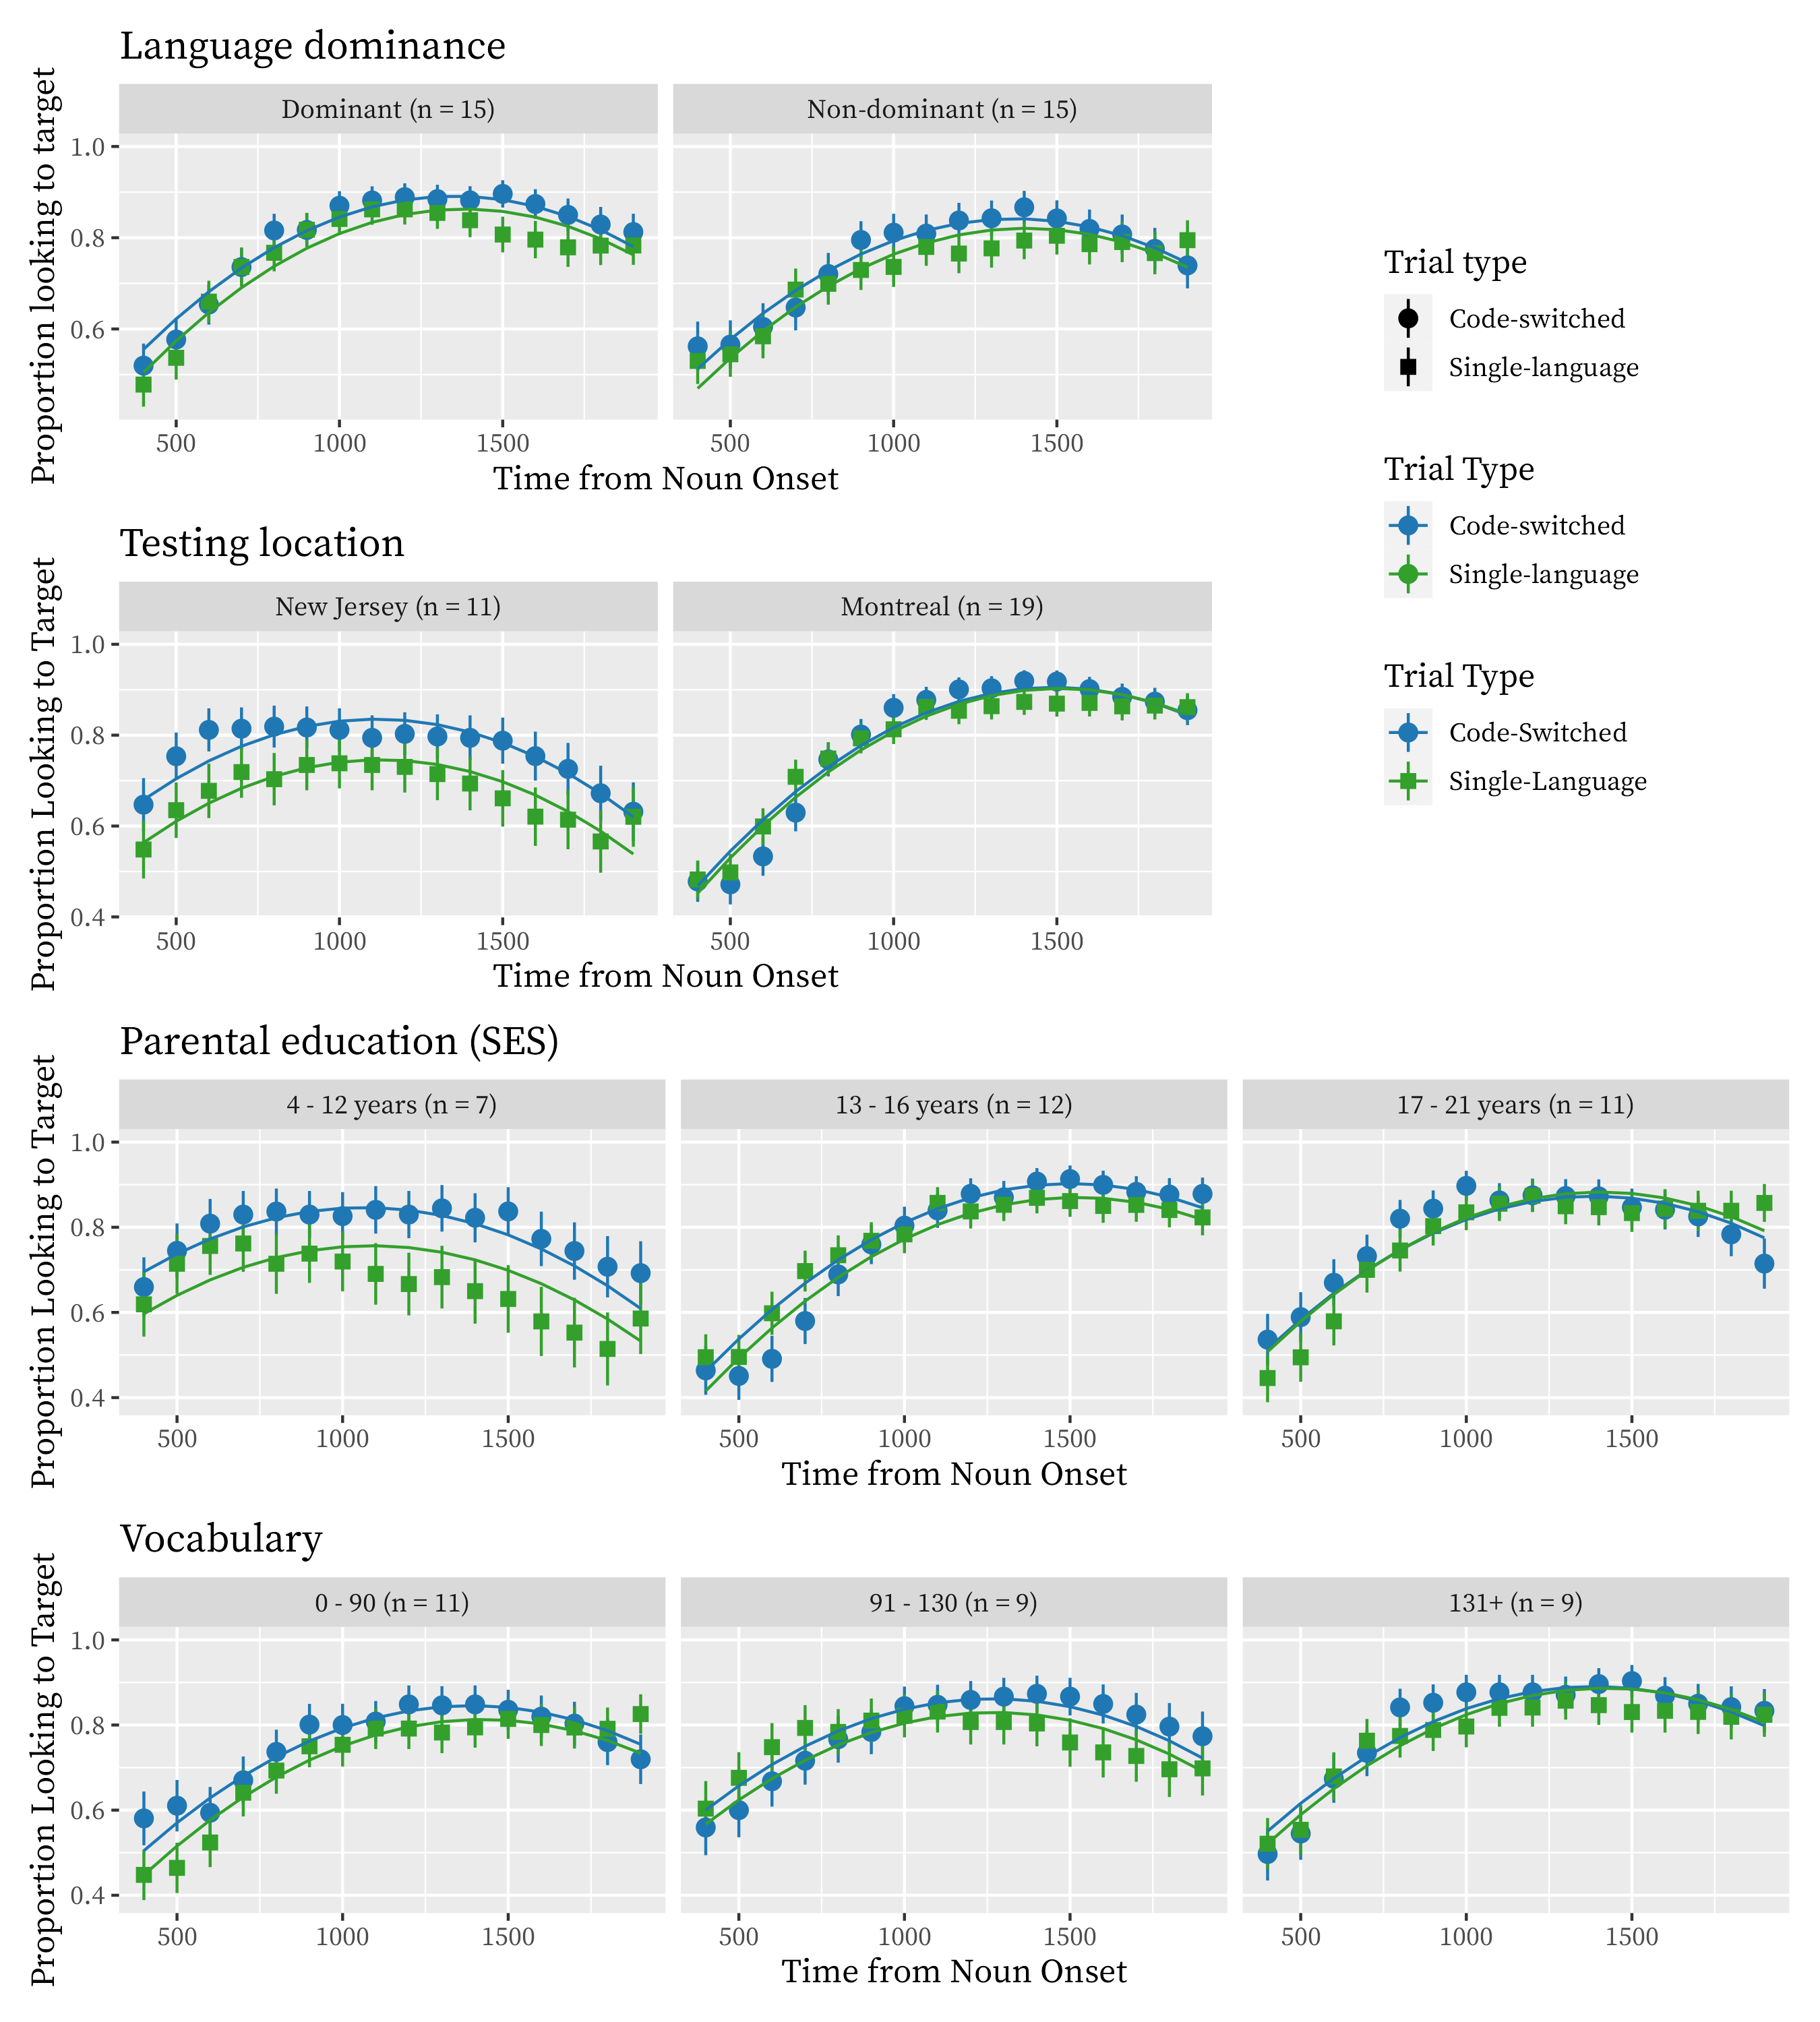 Language dominance
Proportion looking to target
Dominant (n = 15)
Non-dominant (n = 15)
1.0
0.8
0.6
500 1000 1500
500 1000 1500
Time from Noun Onset
Trial type
Code-switched
Single-language
Trial Type
Code-switched
Single-language
Trial Type
Code-Switched
Single-Language
Testing location
Proportion Looking to Target
New Jersey (n = 11)
Montreal (n = 19)
1.0
0.8
0.6
0.4
500 1000 1500
500 1000 1500
Time from Noun Onset
Parental education (SES)
Proportion Looking to Target
4 - 12 years (n = 7)
13 - 16 years (n = 12)
17 - 21 years (n = 11)
1.0
0.8
0.6
0.4
500 1000 1500
500 1000 1500
500 1000 1500
Time from Noun Onset
Vocabulary
Proportion Looking to Target
0 - 90 (n = 11)
91 - 130 (n = 9)
131+ (n = 9)
1.0
0.8
0.6
0.4
500 1000 1500
500 1000 1500
500 1000 1500
Time from Noun Onset